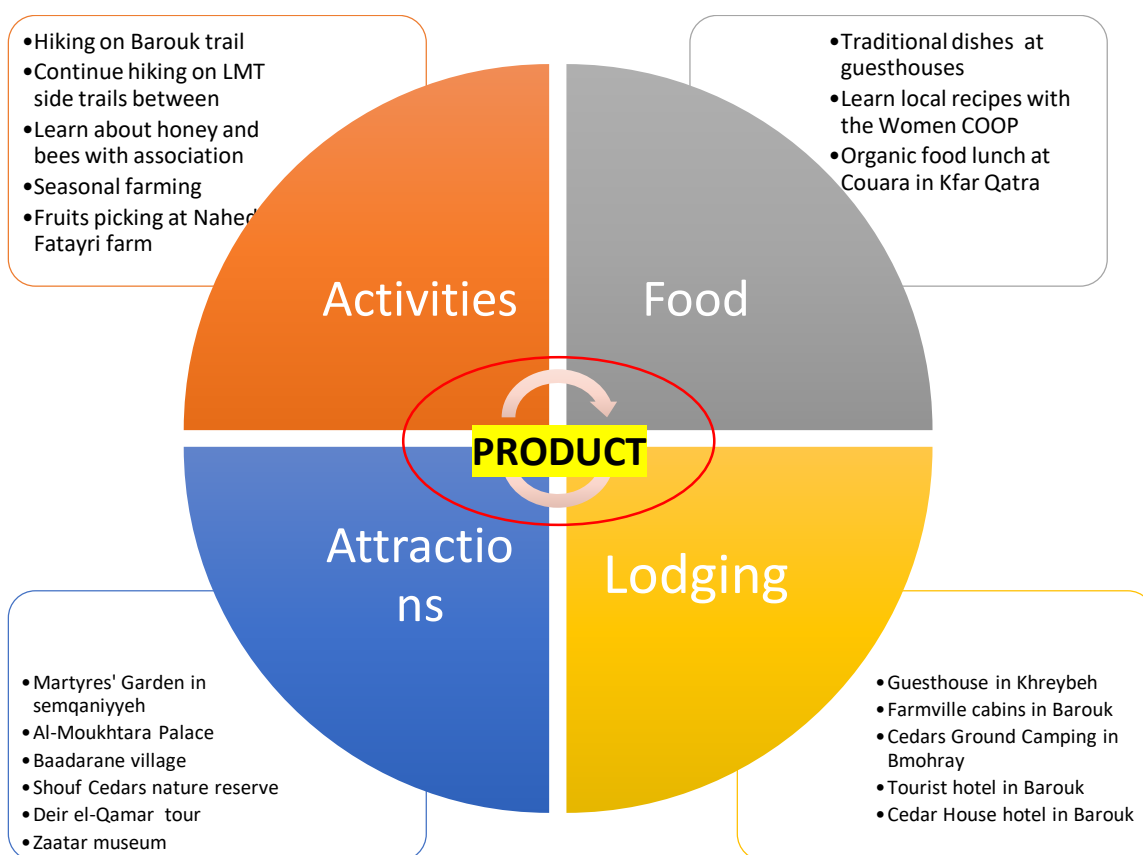 •Hiking on Barouk trail
•Continue hiking on LMT
side trails between
•Learn about honey and
bees with association
•Seasonal farming
•Fruits picking at Nahed
Fatayri farm
•Traditional dishes at
guesthouses
•Learn local recipes with
the Women COOP
•Organic food lunch at
Couara in Kfar Qatra
Activities
Food
PRODUCT
Attractio
ns
Lodging
•Martyres' Garden in
semqaniyyeh
•Al-Moukhtara Palace
•Baadarane village
•Shouf Cedars nature reserve
•Deir el-Qamar tour
•Zaatar museum
•Guesthouse in Khreybeh
•Farmville cabins in Barouk
•Cedars Ground Camping in
Bmohray
•Tourist hotel in Barouk
•Cedar House hotel in Barouk